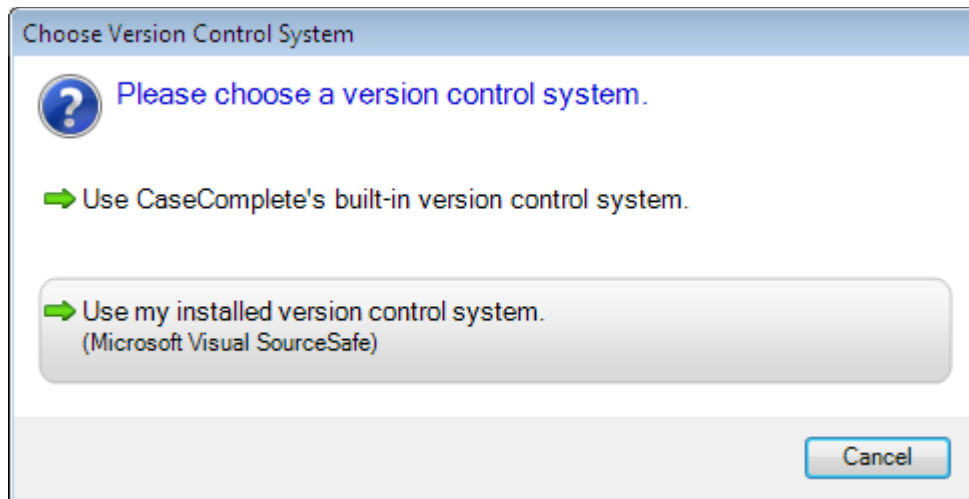 Choose Version Control System
Please choose a version control system.
Use CaseComplete's built-in version control system.
Use my installed version control system.
(Microsoft Visual SourceSafe)
Cancel